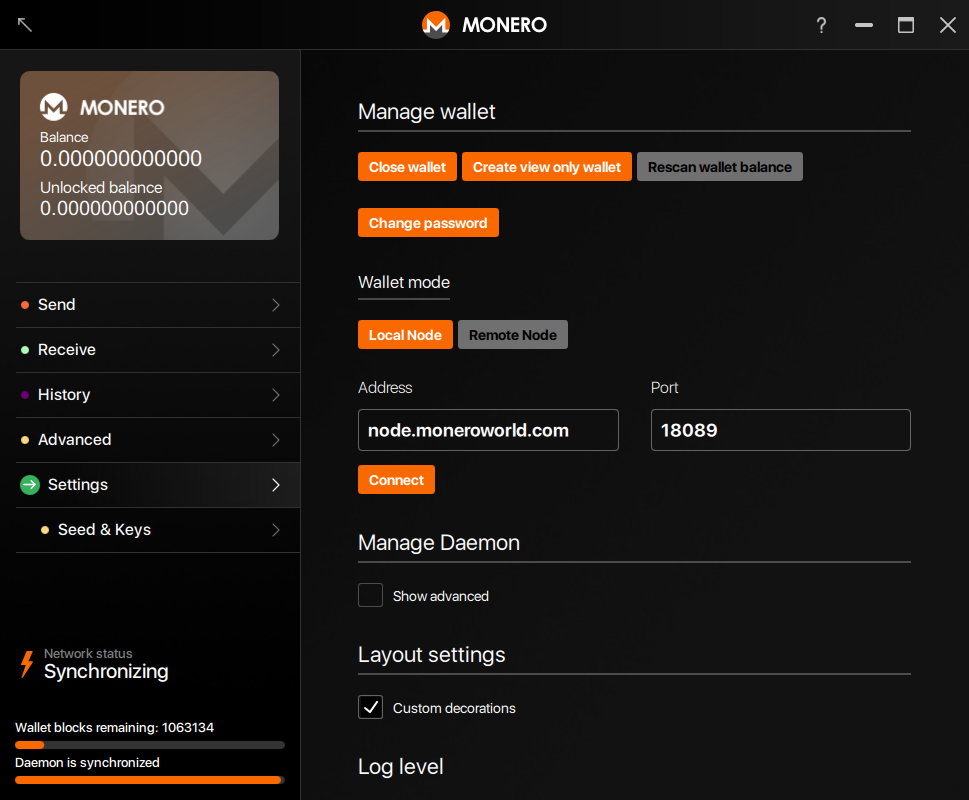 MONERO
?
MONERO
Balance
0.000000000000
Unlocked balance
0.000000000000
Send
Receive
History
Advanced
Settings
Seed & Keys
Network status
Synchronizing
Wallet blocks remaining: 1063134
Daemon is synchronized
Manage wallet
Close wallet Create view only wallet Rescan wallet balance
Change password
Wallet mode
Local Node Remote Node
Address Port
node.moneroworld.com 18089
Connect
Manage Daemon
Show advanced
Layout settings
Custom decorations
Log level